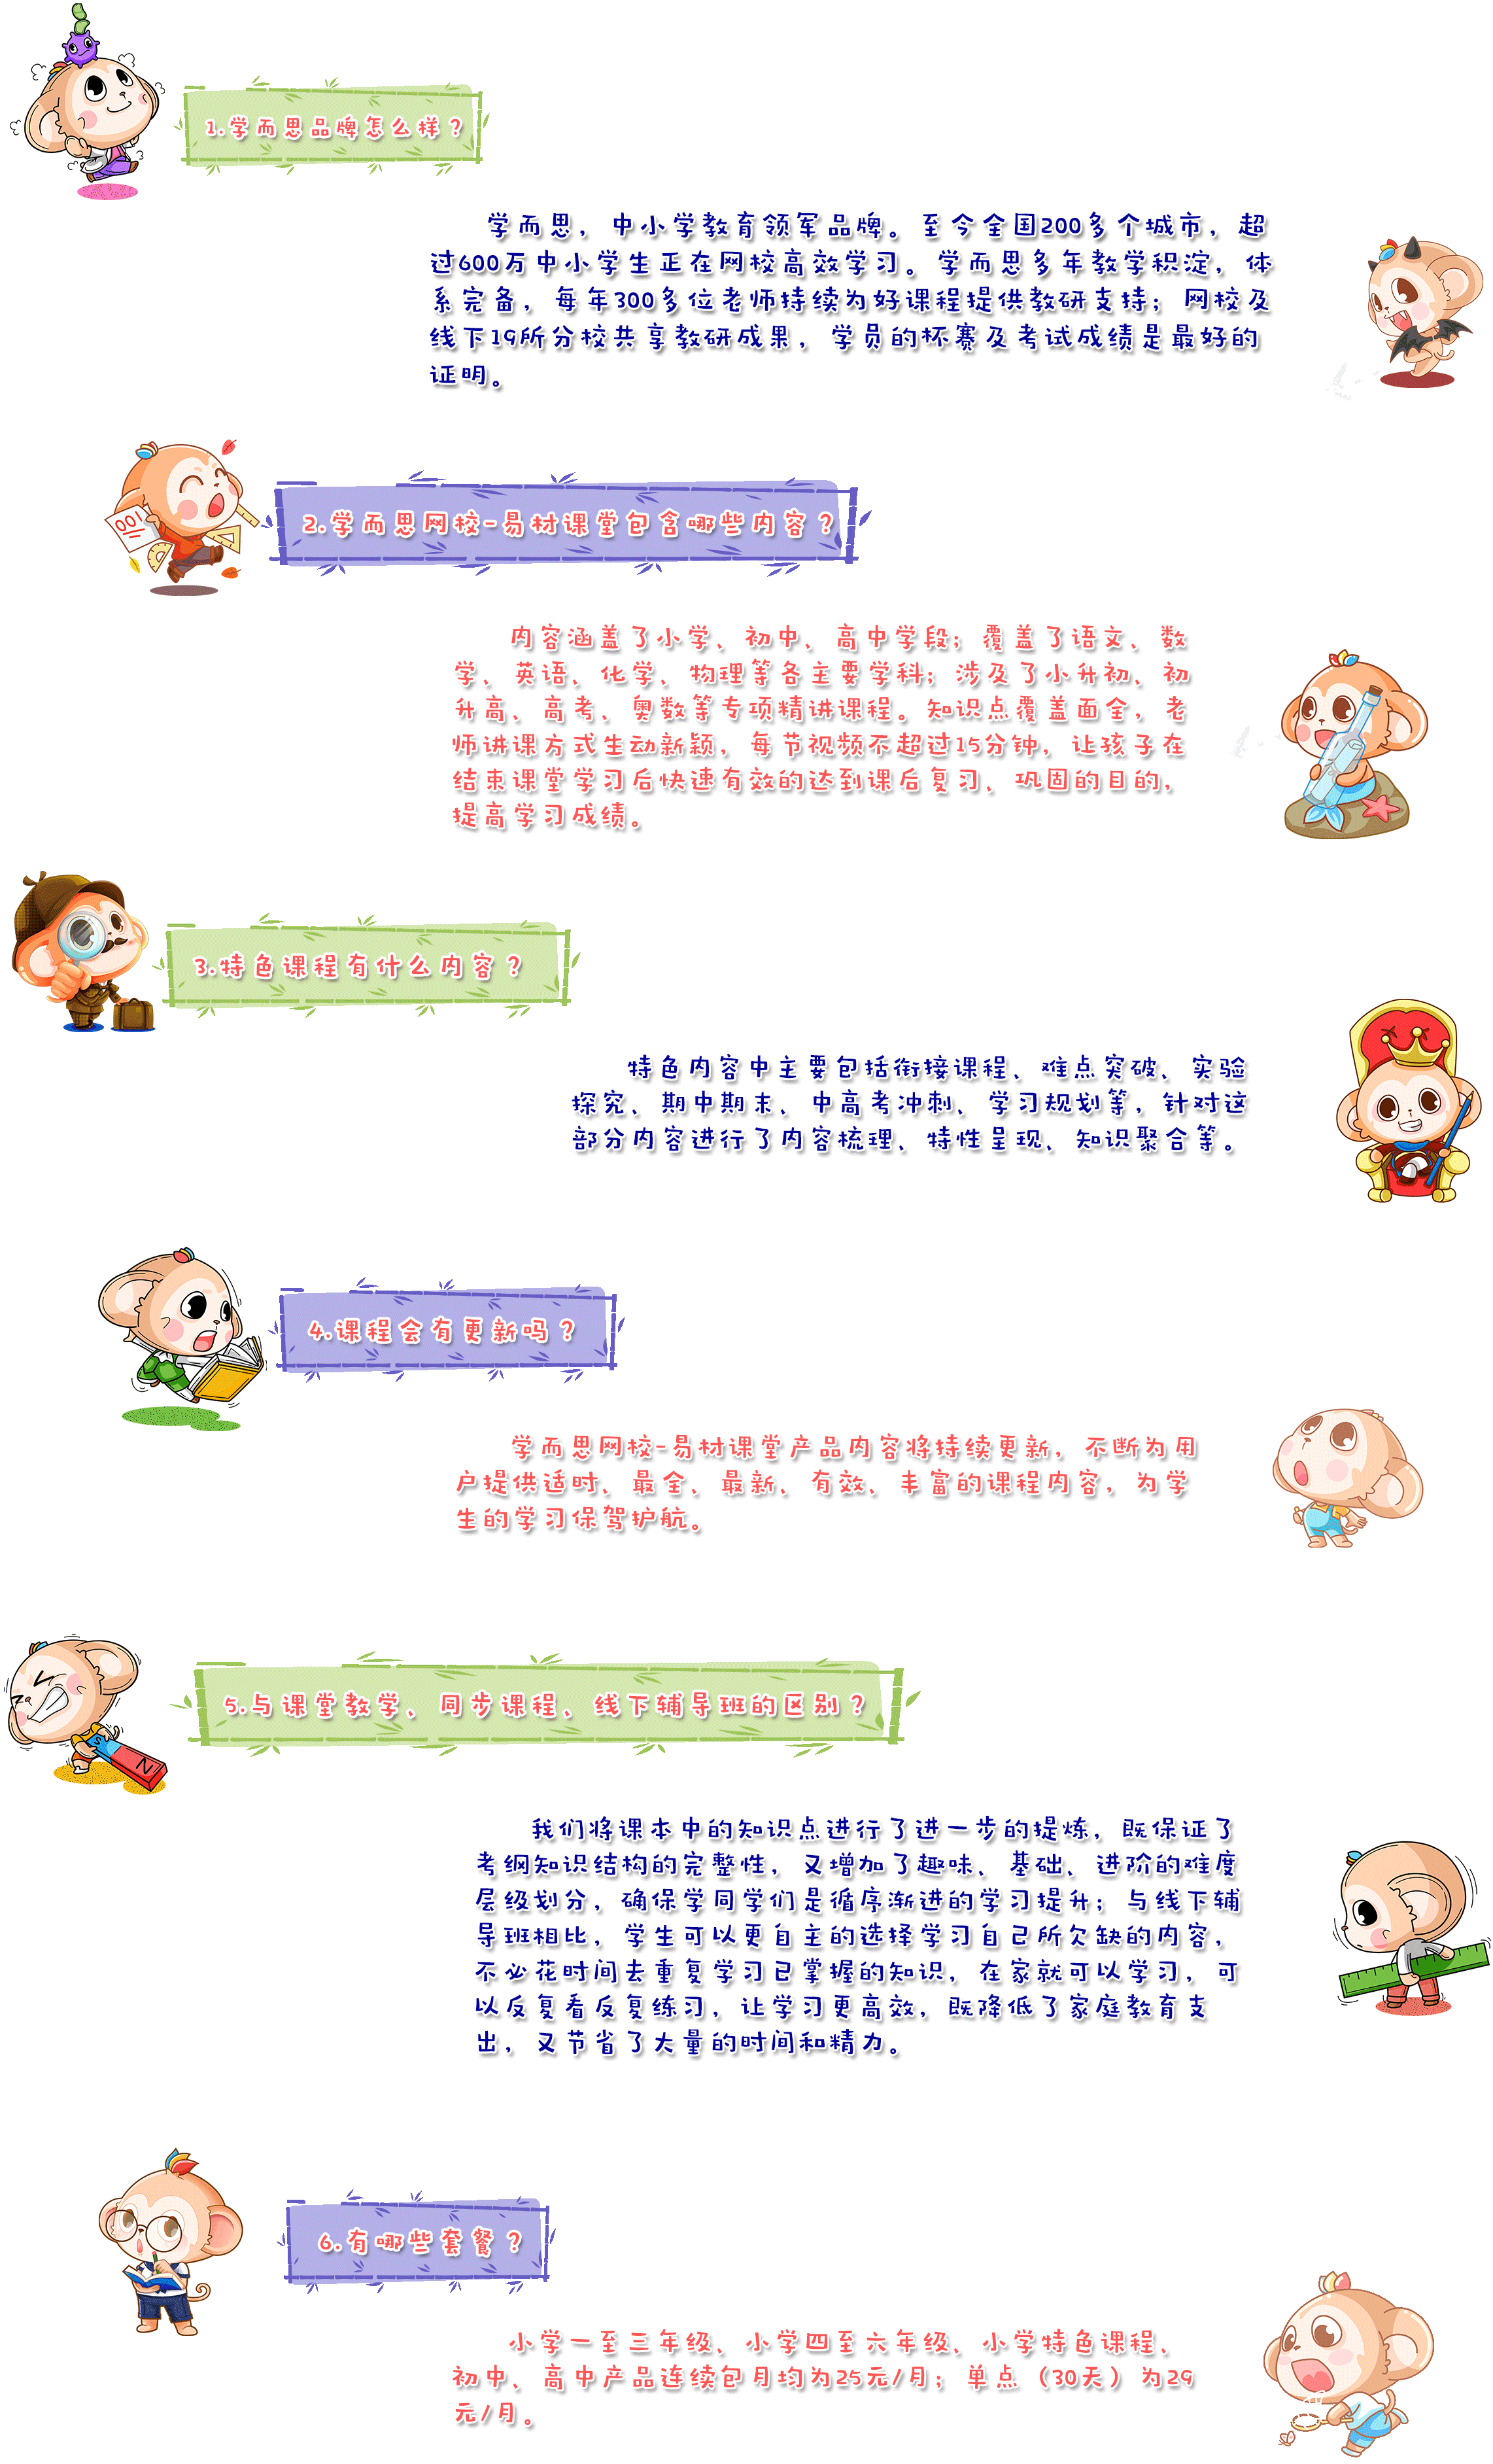 1.学而思品牌怎么样？
学而思，中小学教育领军品牌。至今全国200多个城市，超
过600万中小学生正在网校高效学习。学而思多年教学积淀，体
系完备，每年300多位老师持续为好课程提供教研支持；网校及
线下19所分校共享教研成果，学员的杯赛及考试成绩是最好的
证明。
100
2.学而思网校-易材课堂包含哪些内容？
内容涵盖了小学、初中、高中学段；覆盖了语文、数
学、英语、化学、物理等各主要学科；涉及了小升初、初
升高、高考、奥数等专项精讲课程。知识点覆盖面全，老
师讲课方式生动新颖，每节视频不超过15分钟，让孩子在
结束课堂学习后快速有效的达到课后复习、巩固的目的，
提高学习成绩。
3.特色课程有什么内容？
特色内容中主要包括衔接课程、难点突破、实验
探究、期中期末、中高考冲刺、学习规划等，针对这
部分内容进行了内容梳理、特性呈现、知识聚合等。
4.课程会有更新吗？
学而思网校-易材课堂产品内容将持续更新，不断为用
户提供适时、最全、最新、有效、丰富的课程内容，为学
生的学习保驾护航。
5.与课堂教学、同步课程、线下辅导班的区别？
S N
我们将课本中的知识点进行了进一步的提炼，既保证了
考纲知识结构的完整性，又增加了趣味、基础、进阶的难度
层级划分，确保学同学们是循序渐进的学习提升；与线下辅
导班相比，学生可以更自主的选择学习自己所欠缺的内容，
不必花时间去重复学习已掌握的知识，在家就可以学习，可
以反复看反复练习，让学习更高效，既降低了家庭教育支
出，又节省了大量的时间和精力。
6.有哪些套餐？
小学一至三年级、小学四至六年级、小学特色课程、
初中、高中产品连续包月均为25元/月；单点（30天）为29
元/月。